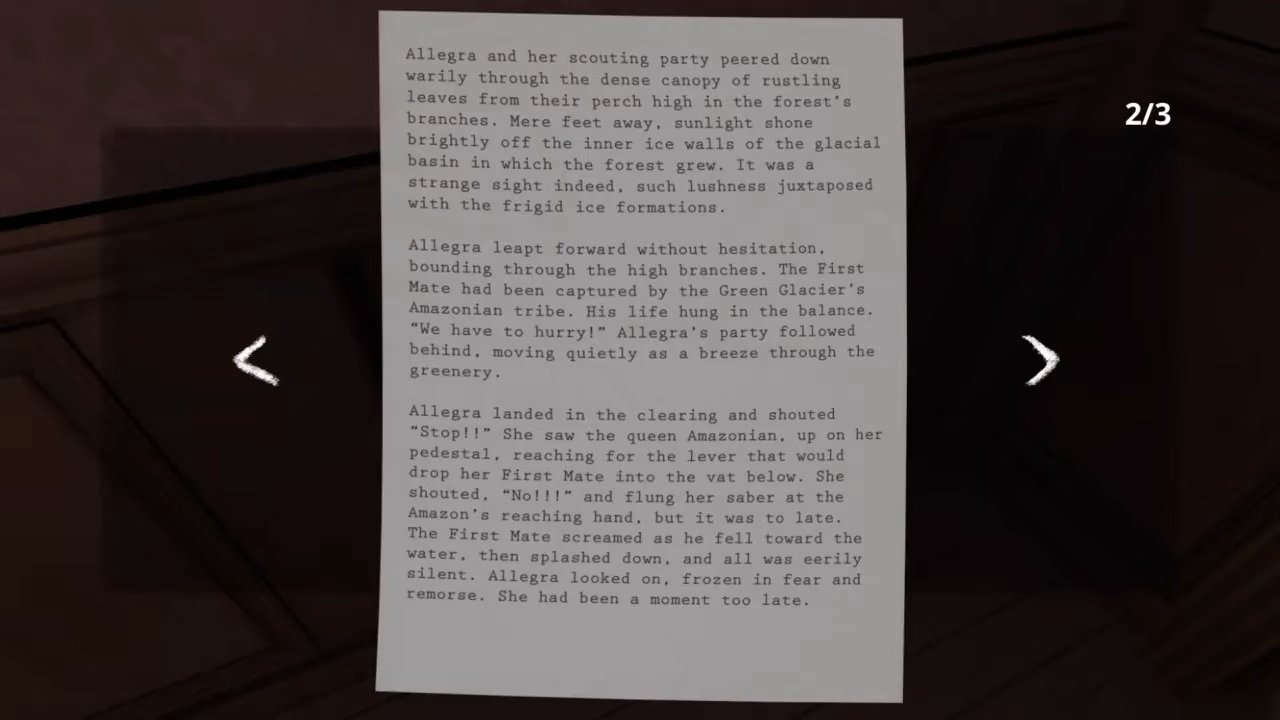 Allegra and her scouting party peered down
warily through the dense canopy of rustling
leaves from their perch high in the forest's
branches. Mere feet away, sunlight shone
brightly off the inner ice walls of the glacial
basin in which the forest grew. It was a
strange sight indeed, such lushness juxtaposed
with the frigid ice formations.
Allegra leapt forward without hesitation,
bounding through the high branches. The First
Mate had been captured by the Green Glacier's
Amazonian tribe. His life hung in the balance.
"We have to hurry!" Allegra's party followed
behind, moving quietly as a breeze through the
greenery.
Allegra landed in the clearing and shouted
"Stop!!" She saw the queen Amazonian, up on her
pedestal, reaching for the lever that would
drop her First Mate into the vat below. She
shouted, "No!!!" and flung her saber at the
Amazon's reaching hand, but it was to late.
The First Mate screamed as he fell toward the
water, then splashed down, and all was eerily
silent. Allegra looked on, frozen in fear and
remorse. She had been a moment too late.
2/3